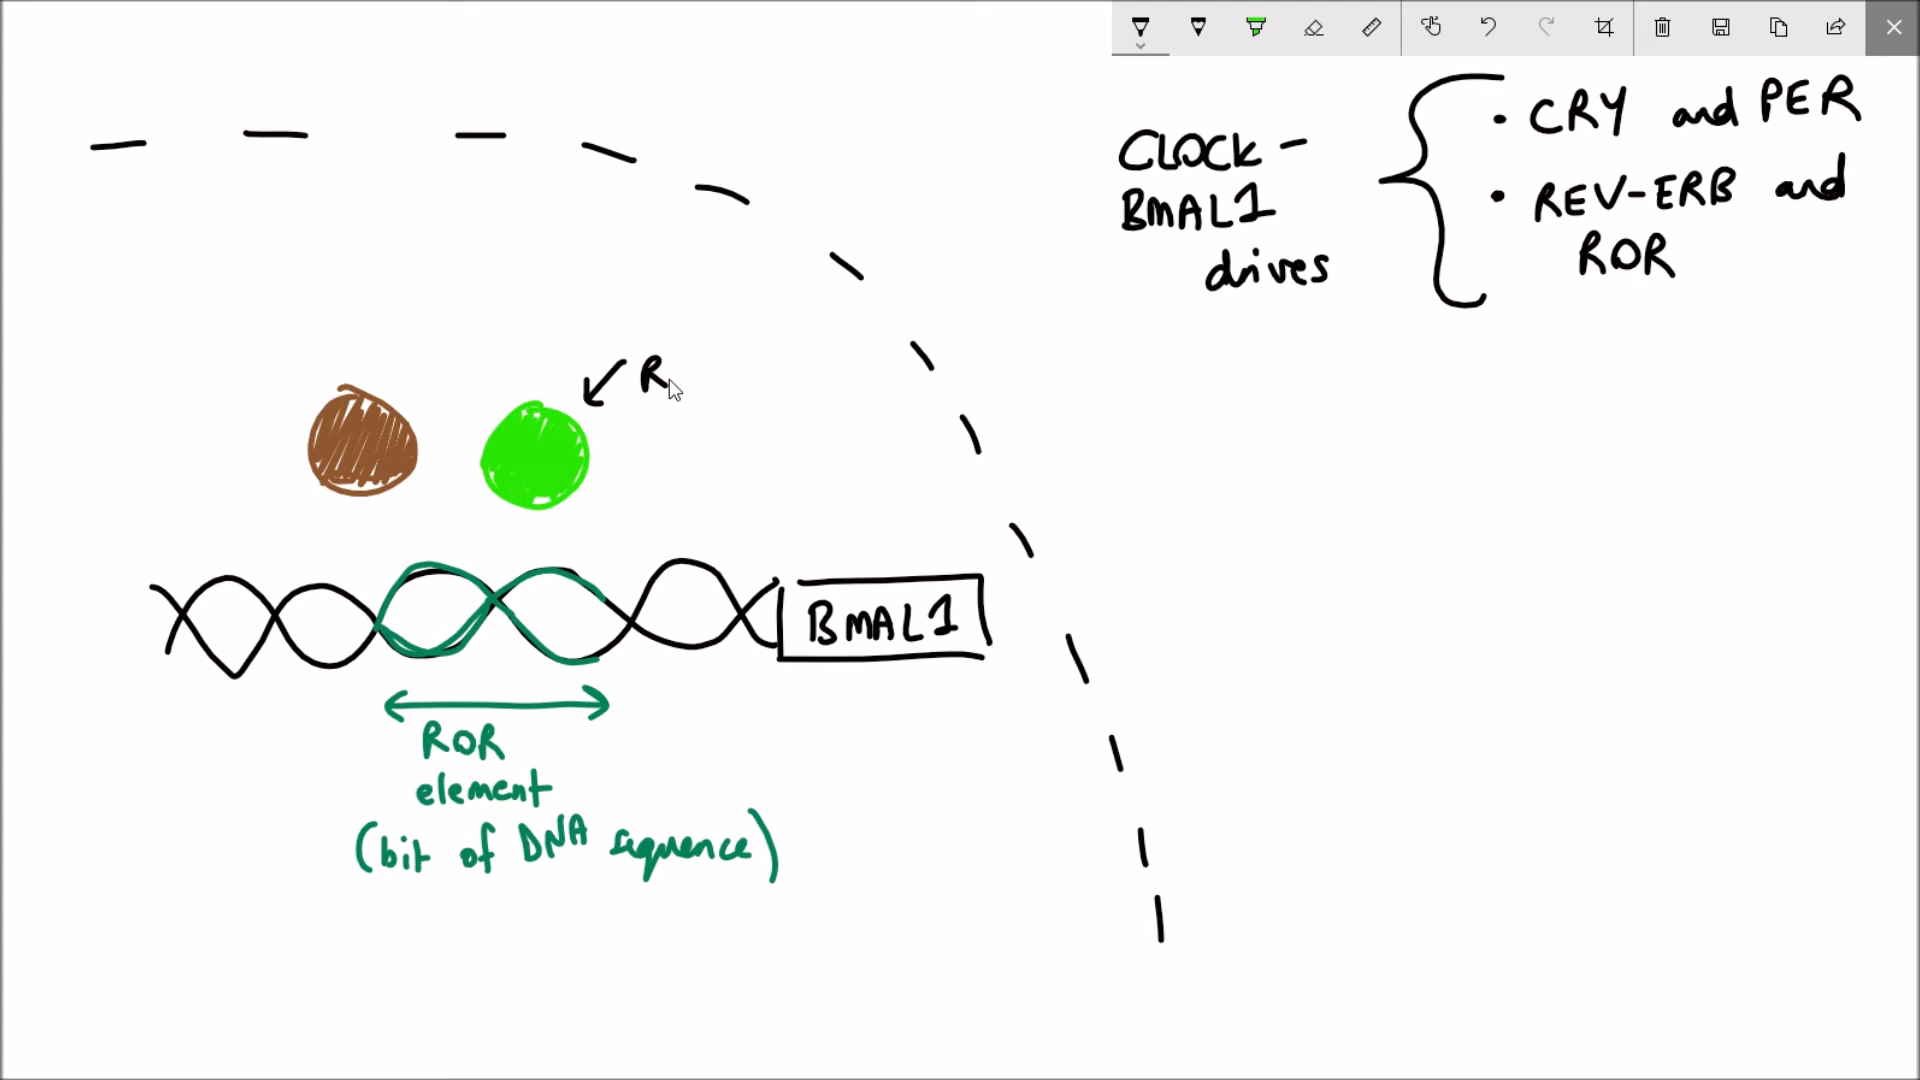 CLOCK -
BMAL1
drives
• CRY and PER
• REV-ERB and
ROR
R
BMAL1
ROR
element
(bit of DNA sequence)